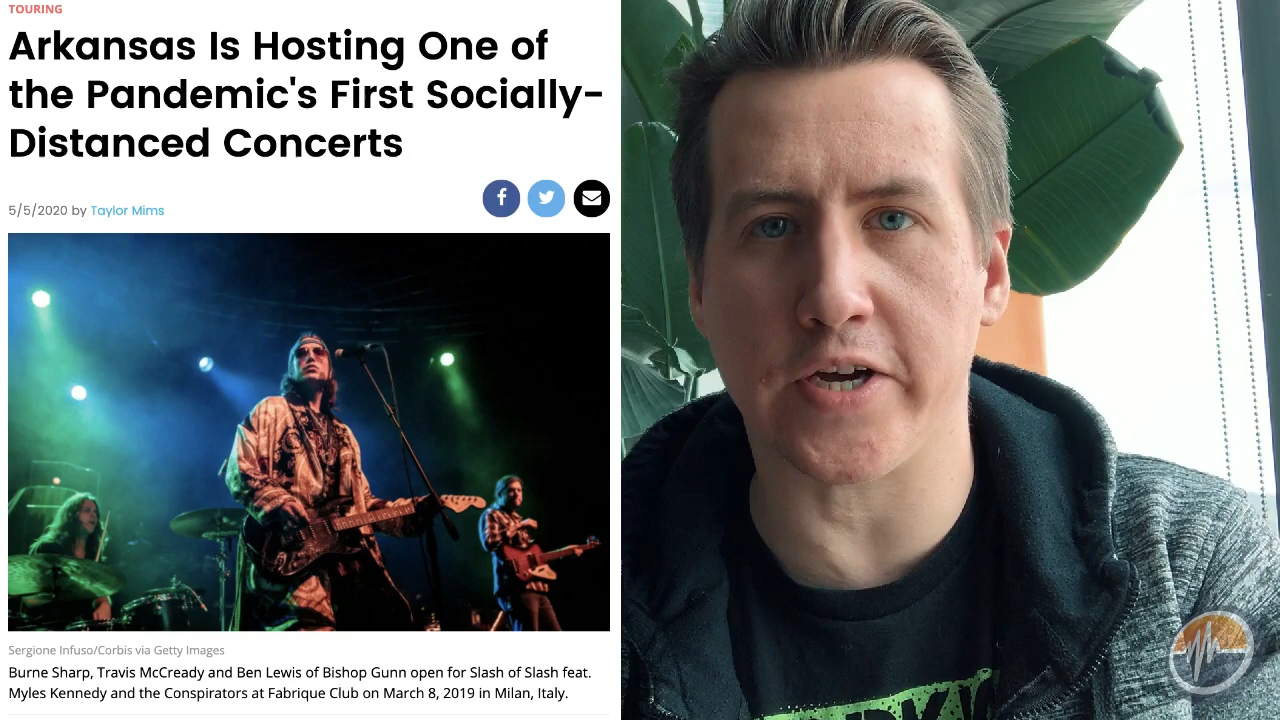 TOURING
Arkansas Is Hosting One of
the Pandemic's First Socially-
Distanced Concerts
5/5/2020 by Taylor Mims
Sergione Infuso/Corbis via Getty Images
Burne Sharp, Travis McCready and Ben Lewis of Bishop Gunn open for Slash of Slash feat.
Myles Kennedy and the Conspirators at Fabrique Club on March 8, 2019 in Milan, Italy.